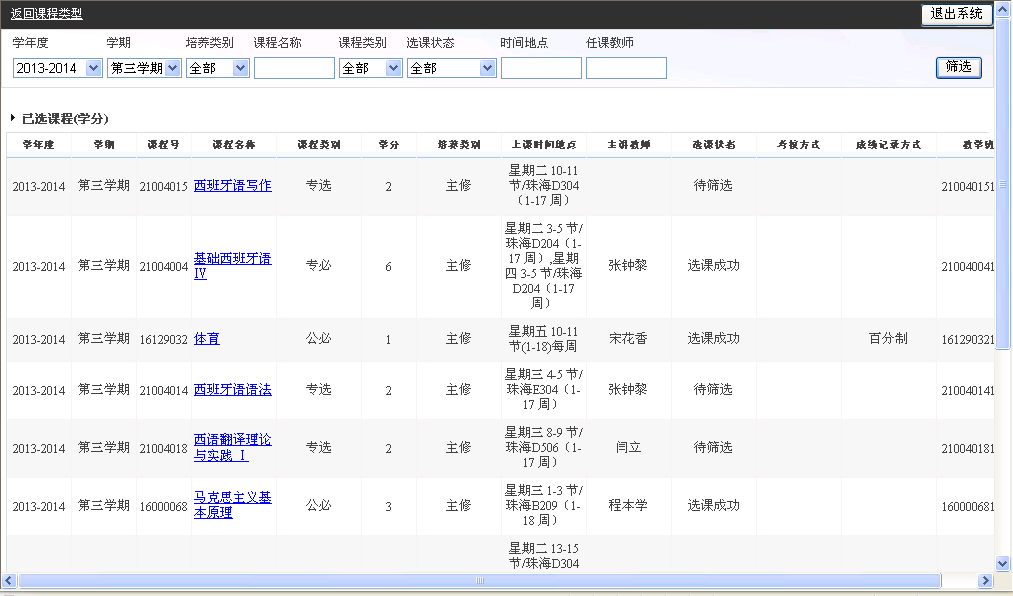 返回课程类型 退出系统
学年度 学期 培养类别 课程名称 课程类别 选课状态 时间地点 任课教师
2013-2014 第三学期 全部 全部 全部 筛选
已选课程(学分)
学年度 学期 课程号 课程名称 课程类别 学分 培养类别 上课时间地点 主讲教师 选课状态 考核方式 成绩记录方式 教学班
星期二 10-11
2013-2014 第三学期 21004015 西班牙语写作 专选 2 主修 节/珠海D304 待筛选 210040151
（1-17 周）
星期二 3-5 节/
珠海D204（1-
基础西班牙语 17 周）,星期
2013-2014 第三学期 21004004 专必 6 主修 张钟黎 选课成功 210040041
IV 四 3-5 节/珠海
D204（1-17
周）
星期五 10-11
2013-2014 第三学期 16129032 体育 公必 1 主修 宋花香 选课成功 百分制 161290321
节(1-18)每周
星期三 4-5 节/
2013-2014 第三学期 21004014 西班牙语语法 专选 2 主修 珠海E304（1- 张钟黎 待筛选 210040141
17 周）
星期三 8-9 节/
西语翻译理论
2013-2014 第三学期 21004018 专选 2 主修 珠海D506（1- 闫立 待筛选 210040181
与实践 Ⅰ
17 周）
星期三 1-3 节/
马克思主义基
2013-2014 第三学期 16000068 公必 3 主修 珠海B209（1- 程本学 选课成功 160000681
本原理
18 周）
星期二 13-15
节/珠海D304